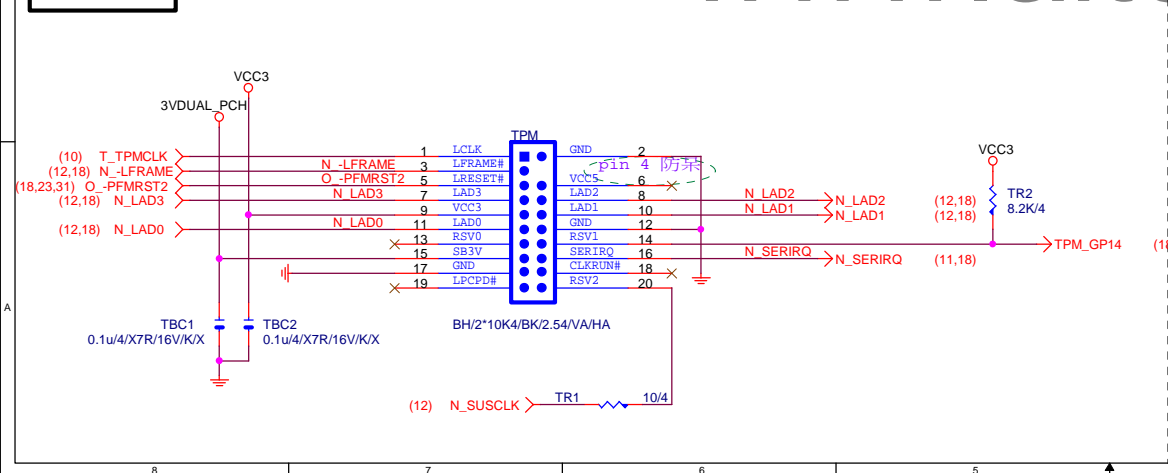 VCC3
3VDUAL_PCH
TPM
(10) T_TPMCLK 1 LCLK GND 2
(12,18) N_-LFRAME N_-LFRAME 3 LFRAME# pin 4 防呆
(18,23,31) O_-PFMRST2 O_-PFMRST2 5 LRESET# VCC5 6
(12,18) N_LAD3 N_LAD3 7 LAD3 LAD2 8 N_LAD2 N_LAD2 (12,18)
9 VCC3 LAD1 10 N_LAD1 N_LAD1 (12,18)
(12,18) N_LAD0 N_LAD0 11 LAD0 GND 12
13 RSV0 RSV1 14 TPM_GP14
15 SB3V SERIRQ 16 N_SERIRQ N_SERIRQ (11,18)
17 GND CLKRUN# 18
19 LPCPD# RSV2 20
VCC3
TR2
8.2K/4
TBC1
0.1u/4/X7R/16V/K/X
TBC2
0.1u/4/X7R/16V/K/X
BH/2*10K4/BK/2.54/VA/HA
(12) N_SUSCLK TR1 10/4
A
8 7 6 5